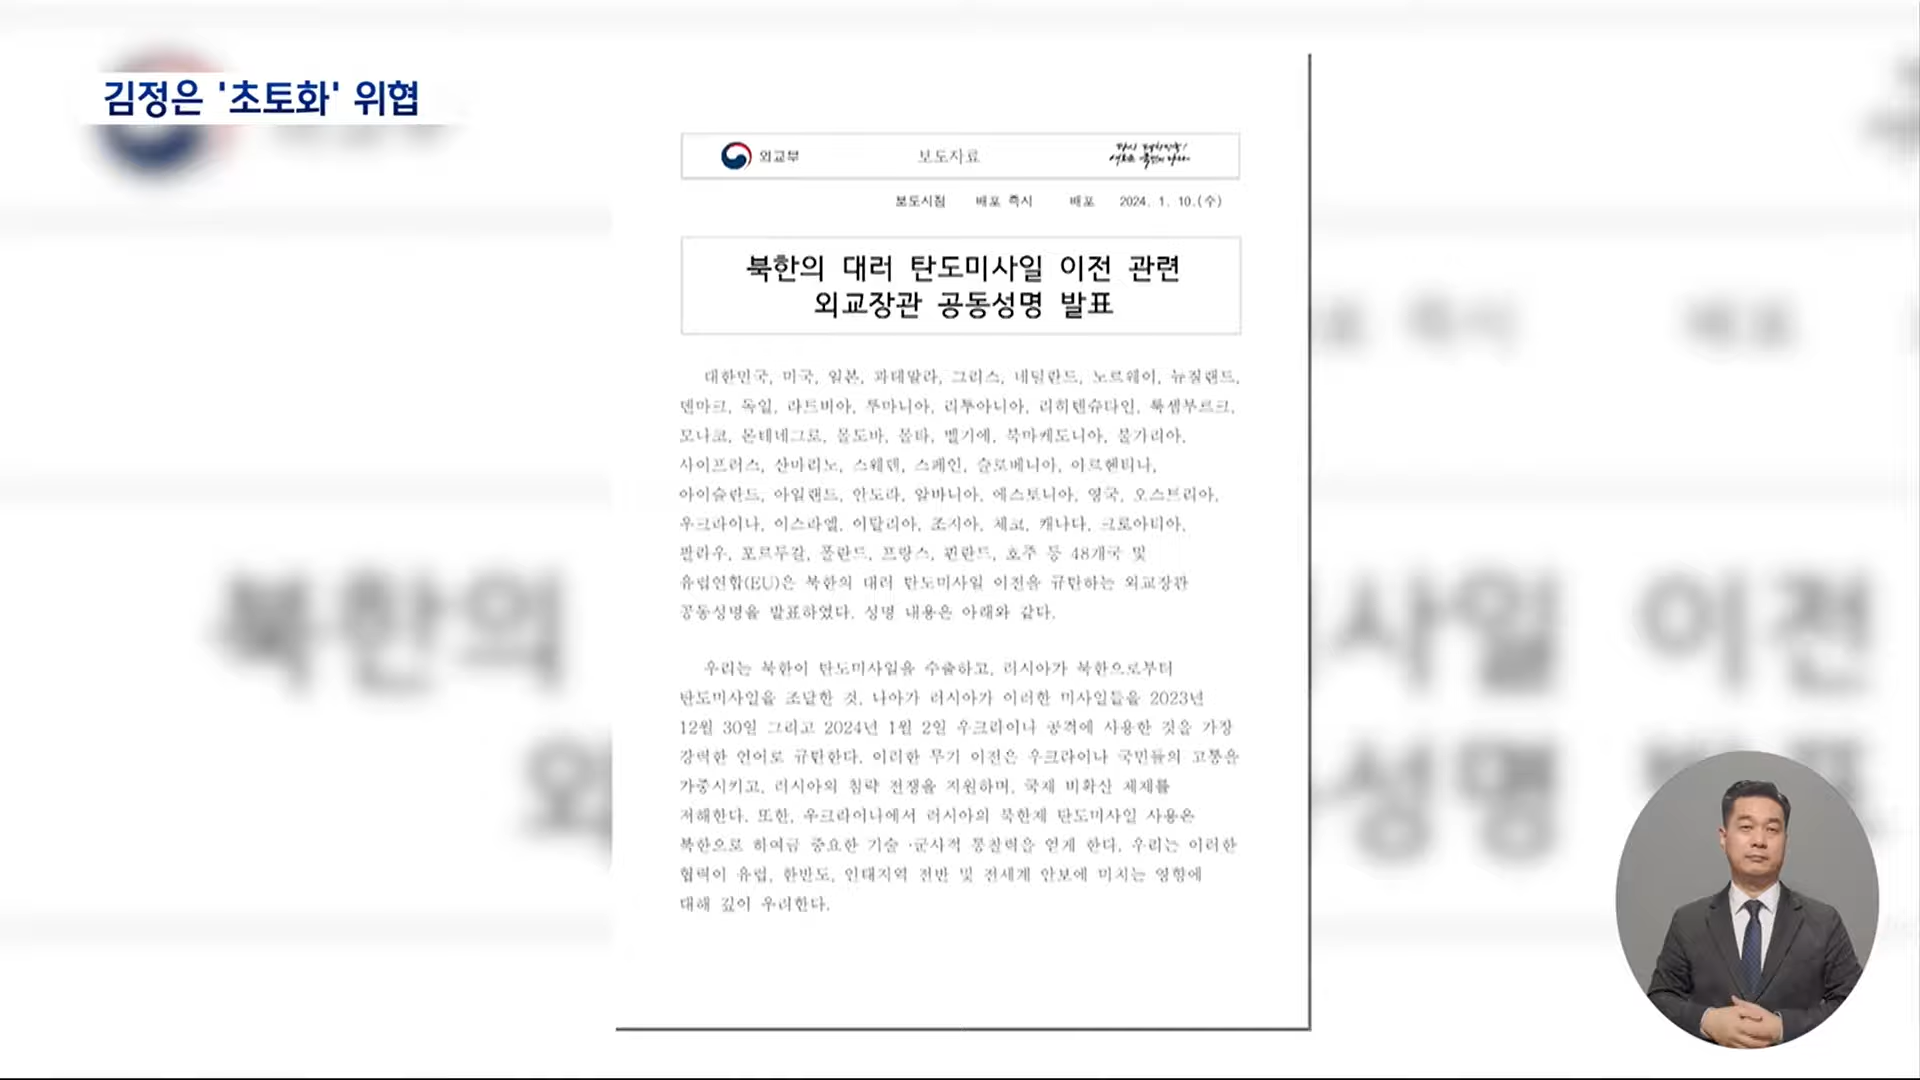 김정은 '초토화' 위협
외교부 보도자료
보도시점 배포 즉시 배포 2024. 1. 10.(수)
북한의 대러 탄도미사일 이전 관련
외교장관 공동성명 발표
대한민국, 미국, 일본, 과테말라, 그리스, 네덜란드, 노르웨이, 뉴질랜드,
덴마크, 독일, 라트비아, 루마니아, 리투아니아, 리히텐슈타인, 룩셈부르크,
모나코, 몬테네그로, 몰도바, 몰타, 벨기에, 북마케도니아, 불가리아,
사이프러스, 산마리노, 스웨덴, 스페인, 슬로베니아, 아르헨티나,
아이슬란드, 아일랜드, 안도라, 알바니아, 에스토니아, 영국, 오스트리아,
우크라이나, 이스라엘, 이탈리아, 조지아, 체코, 캐나다, 크로아티아,
팔라우, 포르투갈, 폴란드, 프랑스, 핀란드, 호주 등 48개국 및
유럽연합(EU)은 북한의 대러 탄도미사일 이전을 규탄하는 외교장관
공동성명을 발표하였다. 성명 내용은 아래와 같다.
우리는 북한이 탄도미사일을 수출하고, 러시아가 북한으로부터
탄도미사일을 조달한 것, 나아가 러시아가 이러한 미사일들을 2023년
12월 30일 그리고 2024년 1월 2일 우크라이나 공격에 사용한 것을 가장
강력한 언어로 규탄한다. 이러한 무기 이전은 우크라이나 국민들의 고통을
가중시키고, 러시아의 침략 전쟁을 지원하며, 국제 비확산 체제를
저해한다. 또한, 우크라이나에서 러시아의 북한제 탄도미사일 사용은
북한으로 하여금 중요한 기술·군사적 통찰력을 얻게 한다. 우리는 이러한
협력이 유럽, 한반도, 인태지역 전반 및 전세계 안보에 미치는 영향에
대해 깊이 우려한다.
북한의
사일 이전
외
성명
배포 즉시 배포